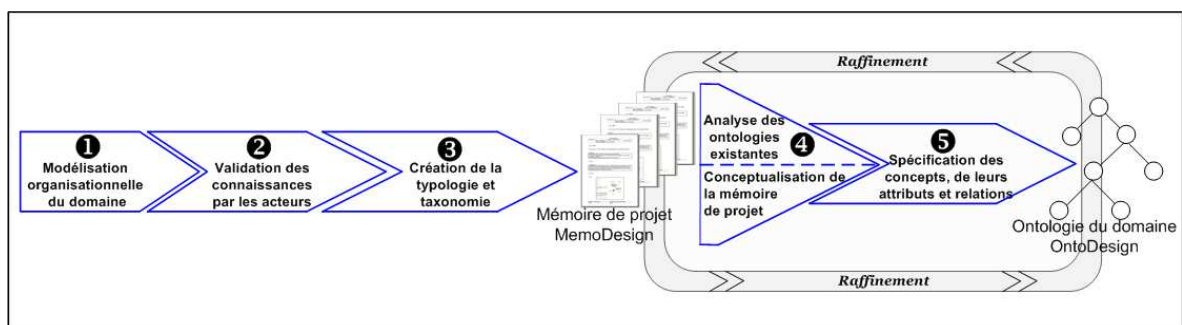 Raffinement
❶
Modélisation
organisationnelle
du domaine
❷
Validation des
connaissances
par les acteurs
❸
Création de la
typologie et
taxonomie
Mémoire de projet
MemoDesign
Analyse des
ontologies
existantes
❹
Conceptualisation de
la mémoire
de projet
❺
Spécification des
concepts, de leurs
attributs et relations
Ontologie du domaine
OntoDesign
Raffinement